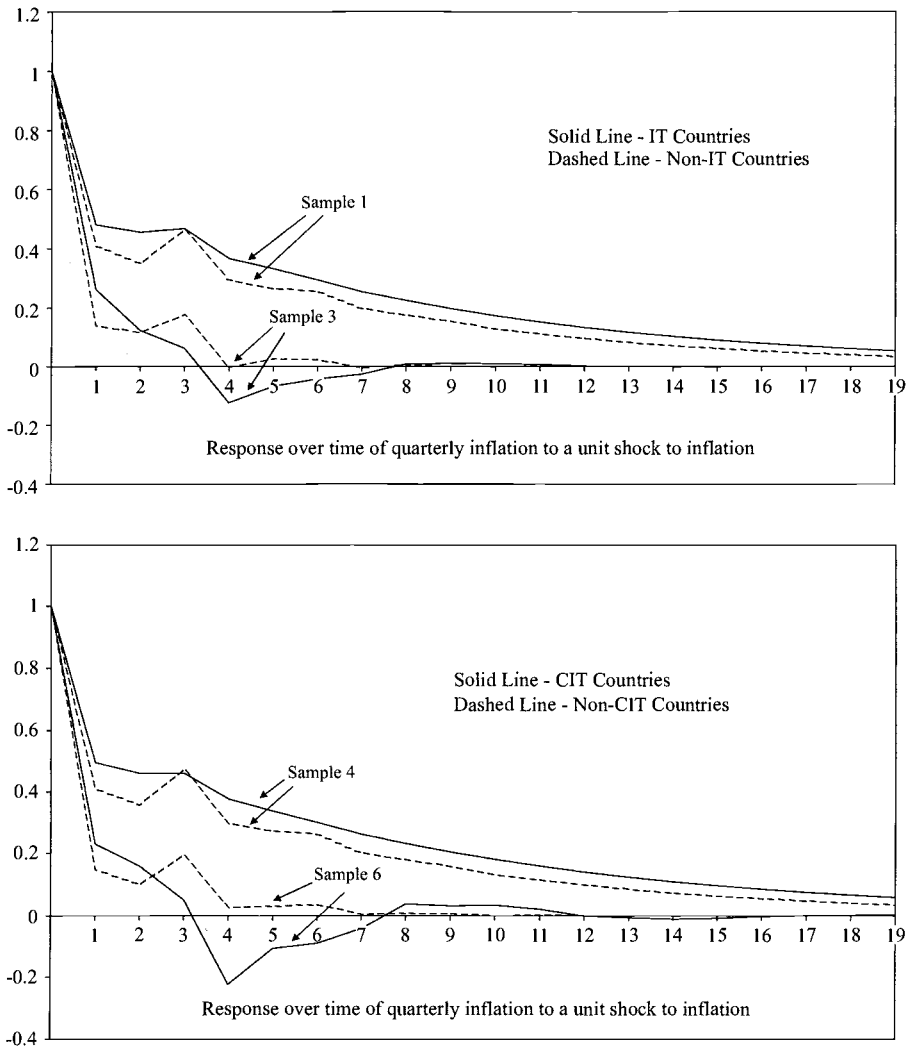 1.2
1
0.8
0.6
0.4
0.2
0
-0.2
-0.4
Solid Line - IT Countries
Dashed Line - Non-IT Countries
Sample 1
Sample 3
1 2 3 4 5 6 7 8 9 10 11 12 13 14 15 16 17 18 19
Response over time of quarterly inflation to a unit shock to inflation
1.2
1
0.8
0.6
0.4
0.2
0
-0.2
-0.4
Solid Line - CIT Countries
Dashed Line - Non-CIT Countries
Sample 4
Sample 6
1 2 3 4 5 6 7 8 9 10 11 12 13 14 15 16 17 18 19
Response over time of quarterly inflation to a unit shock to inflation